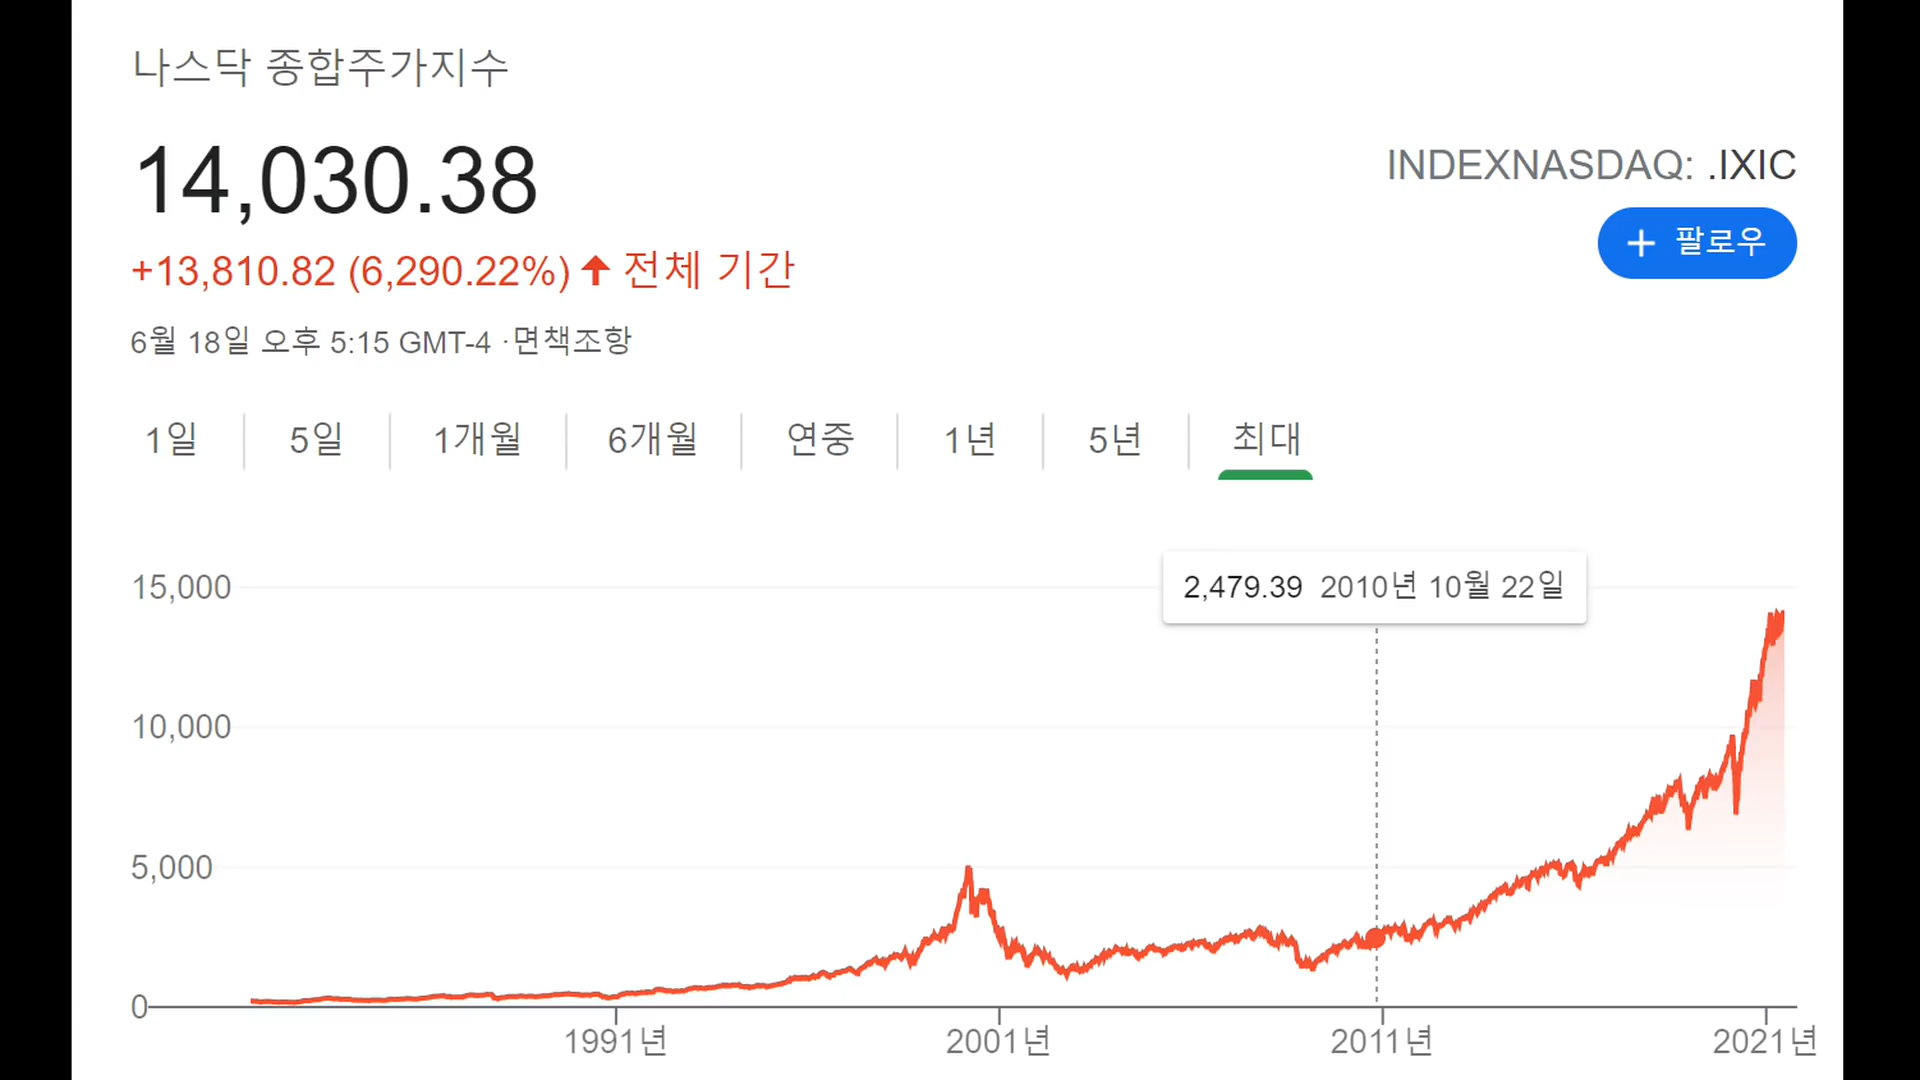 나스닥 종합주가지수
14,030.38
INDEXNASDAQ: .IXIC
+ 팔로우
+13,810.82 (6,290.22%) ↑ 전체 기간
6월 18일 오후 5:15 GMT-4 ·면책조항
1일 5일 1개월 6개월 연중 1년 5년 최대
2,479.39 2010년 10월 22일
15,000
10,000
5,000
0
1991년 2001년 2011년 2021년